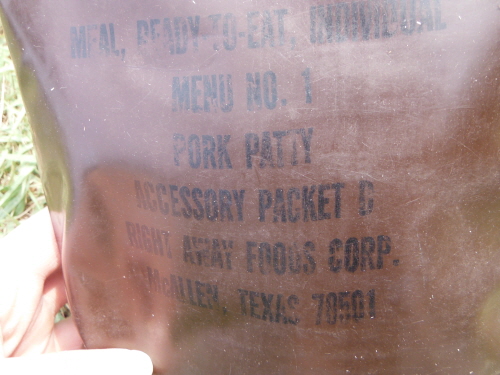 MEAL, READY-TO-EAT, INDIVIDUAL
MENU NO. 1
PORK PATTY
ACCESSORY PACKET C
RIGHT AWAY FOODS CORP.
McALLEN, TEXAS 78501